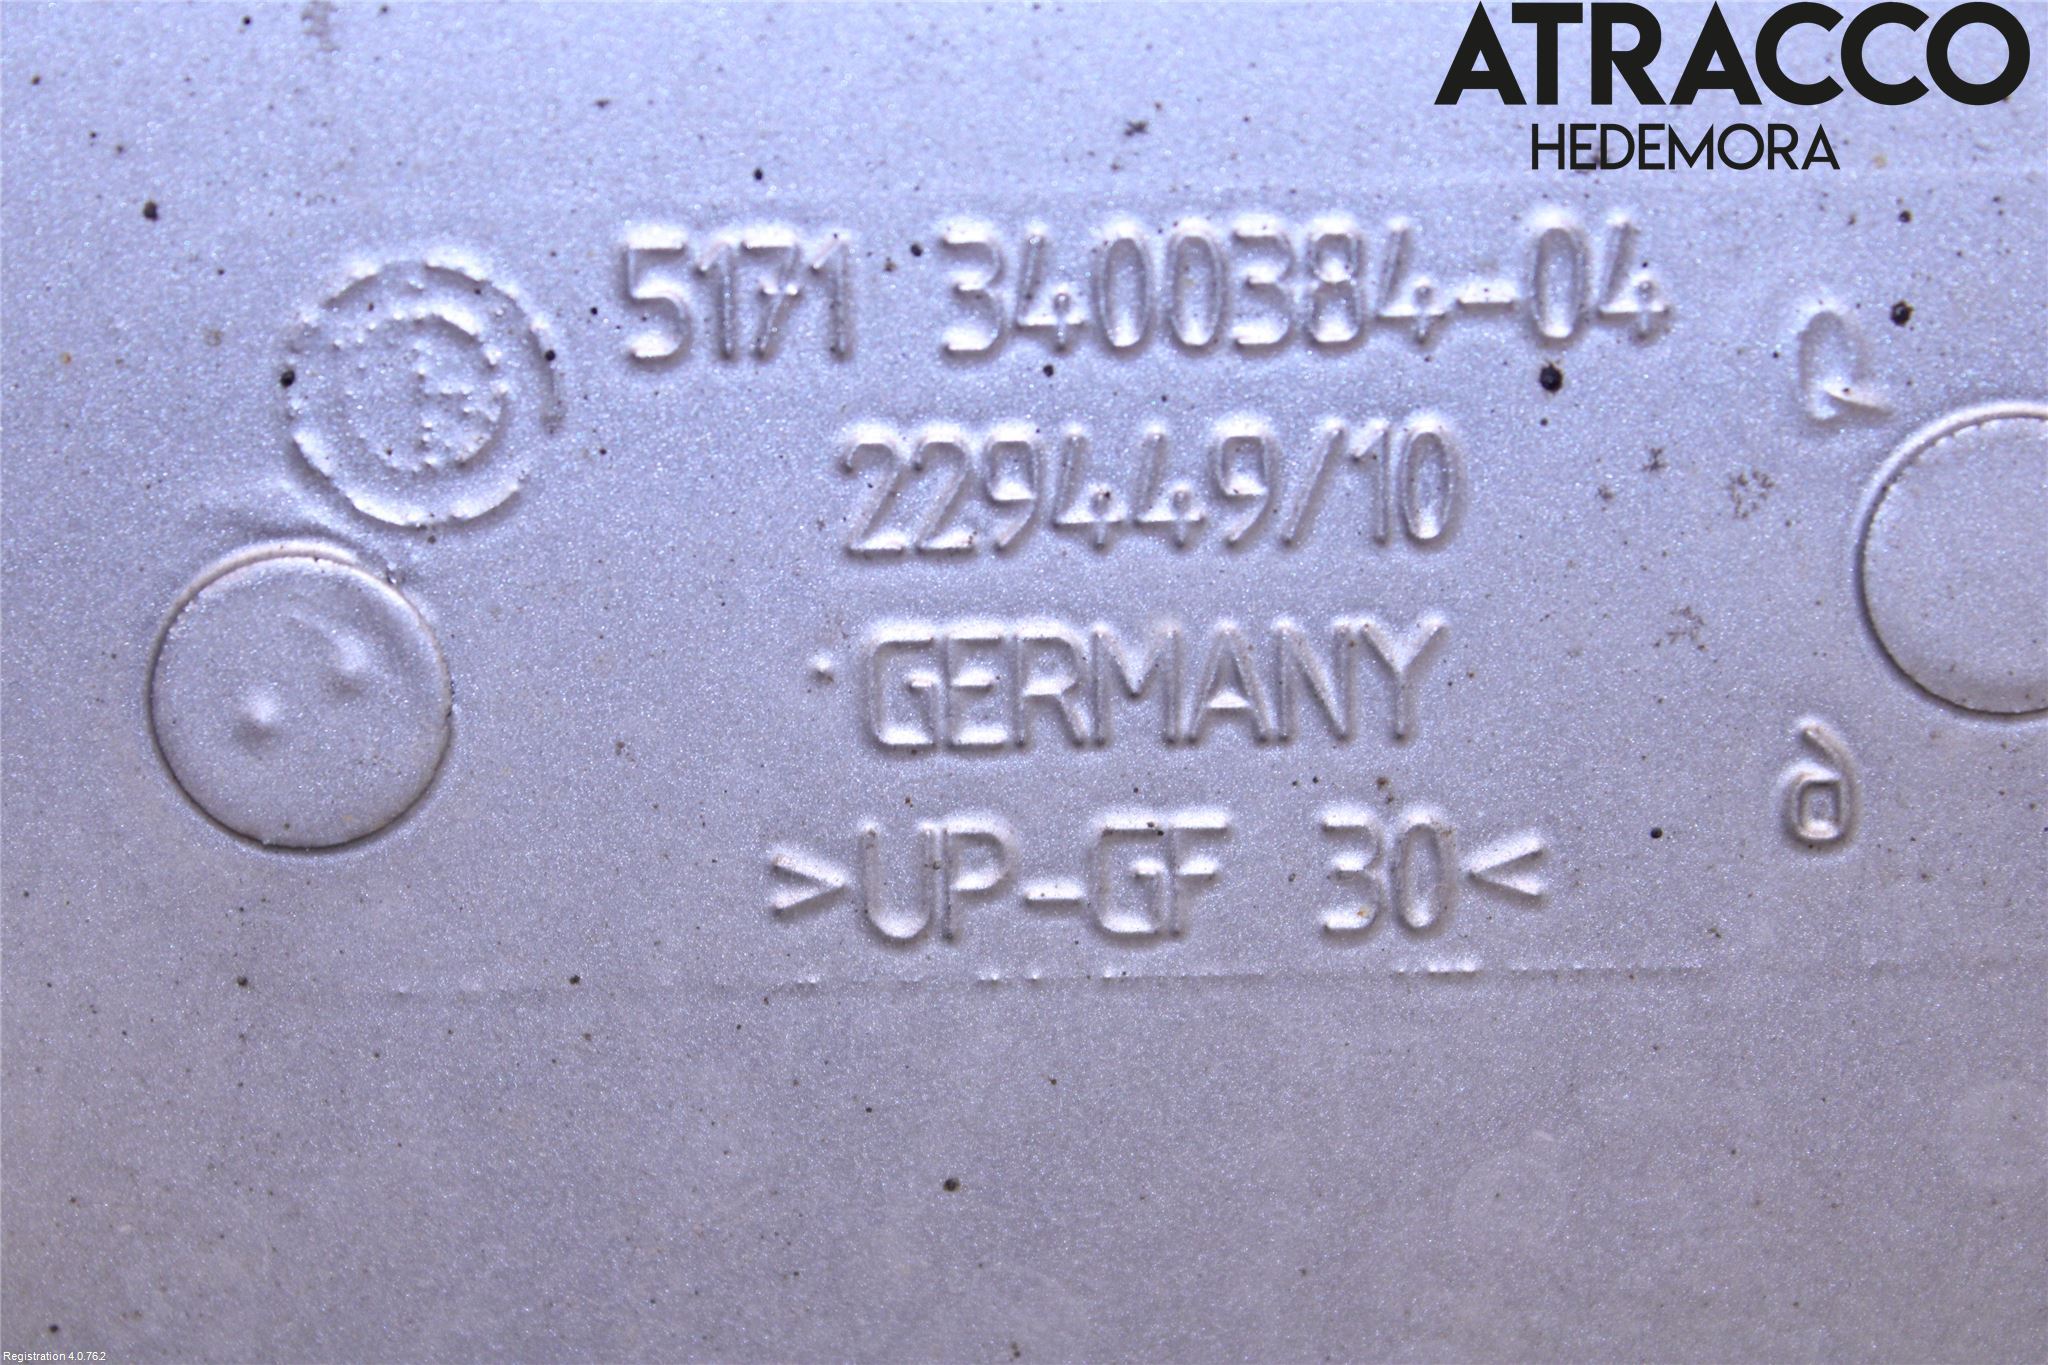 ATRACCO
HEDEMORA
5171 3400384-04
229449/10
GERMANY
>UP-GF 30<
Registration 4.0.762